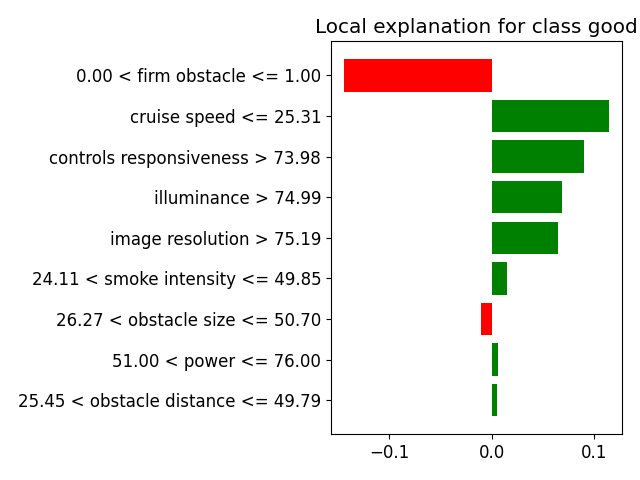 Local explanation for class good
0.00 < firm obstacle <= 1.00
cruise speed <= 25.31
controls responsiveness > 73.98
illuminance > 74.99
image resolution > 75.19
24.11 < smoke intensity <= 49.85
26.27 < obstacle size <= 50.70
51.00 < power <= 76.00
25.45 < obstacle distance <= 49.79
−0.1 0.0 0.1